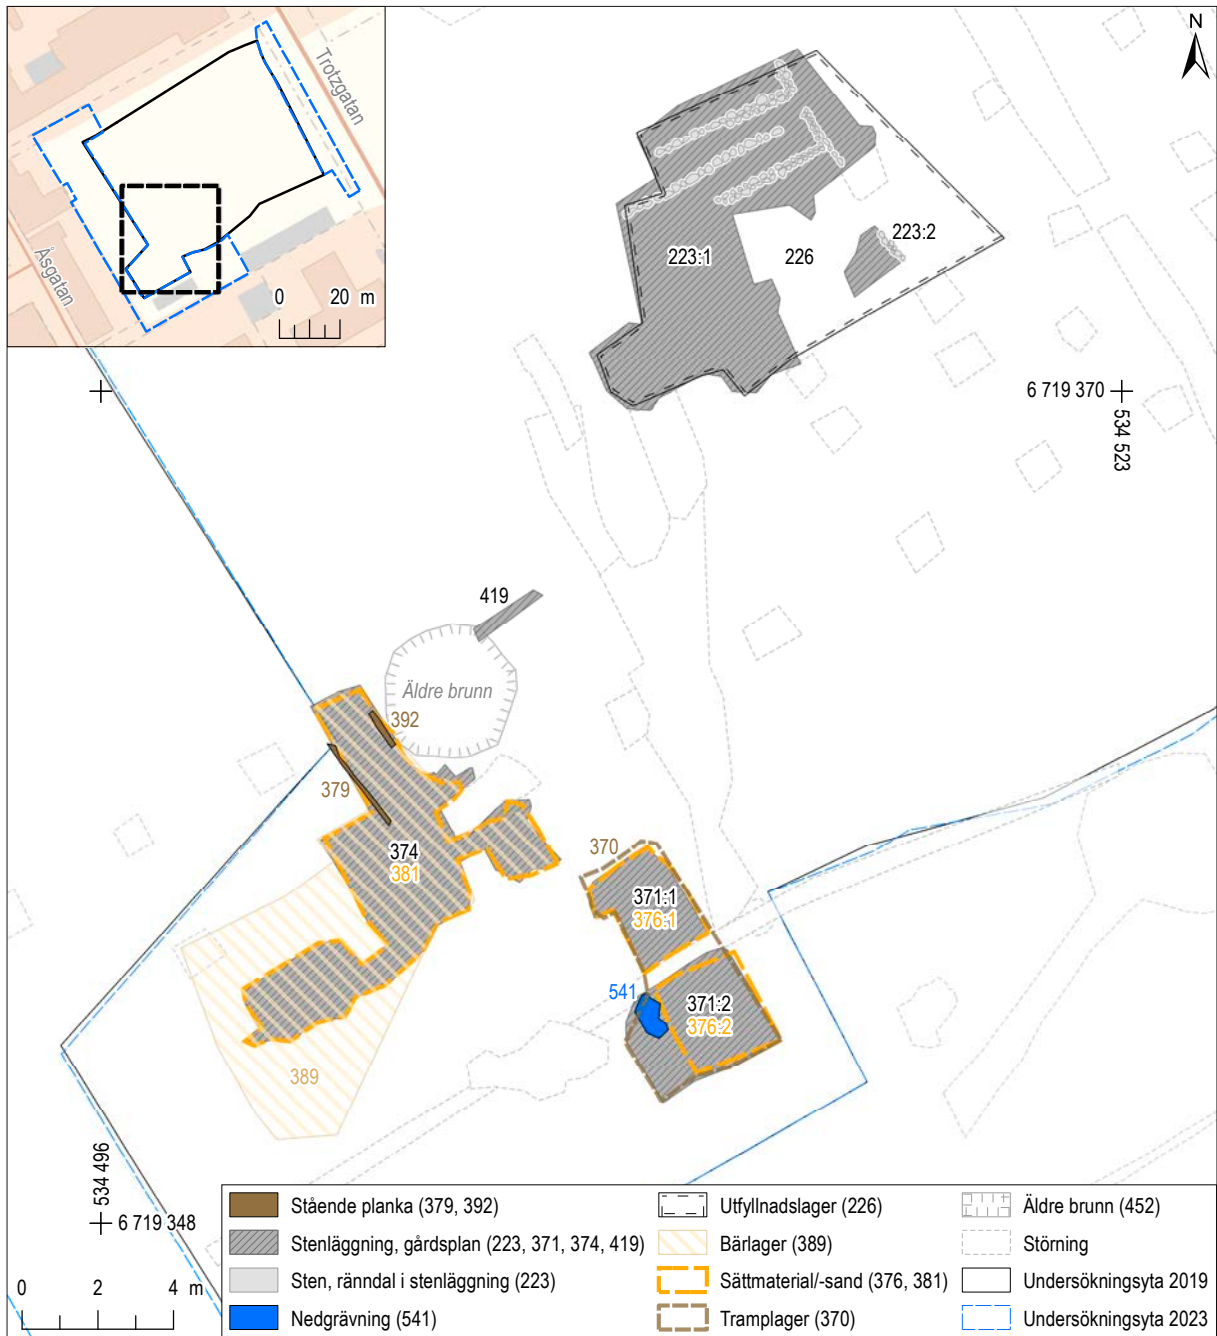 Trotzgatan
Åsgatan
0 20 m
N
223:1
226
223:2
6 719 370
534 523
419
Äldre brunn
392
379
374
381
370
371:1
376:1
541
371:2
376:2
389
534 496
6 719 348
0 2 4 m
Stående planka (379, 392)
Stenläggning, gårdsplan (223, 371, 374, 419)
Sten, ränndal i stenläggning (223)
Nedgrävning (541)
Utfyllnadslager (226)
Bärlager (389)
Sättmaterial/-sand (376, 381)
Tramplager (370)
Äldre brunn (452)
Störning
Undersökningsyta 2019
Undersökningsyta 2023